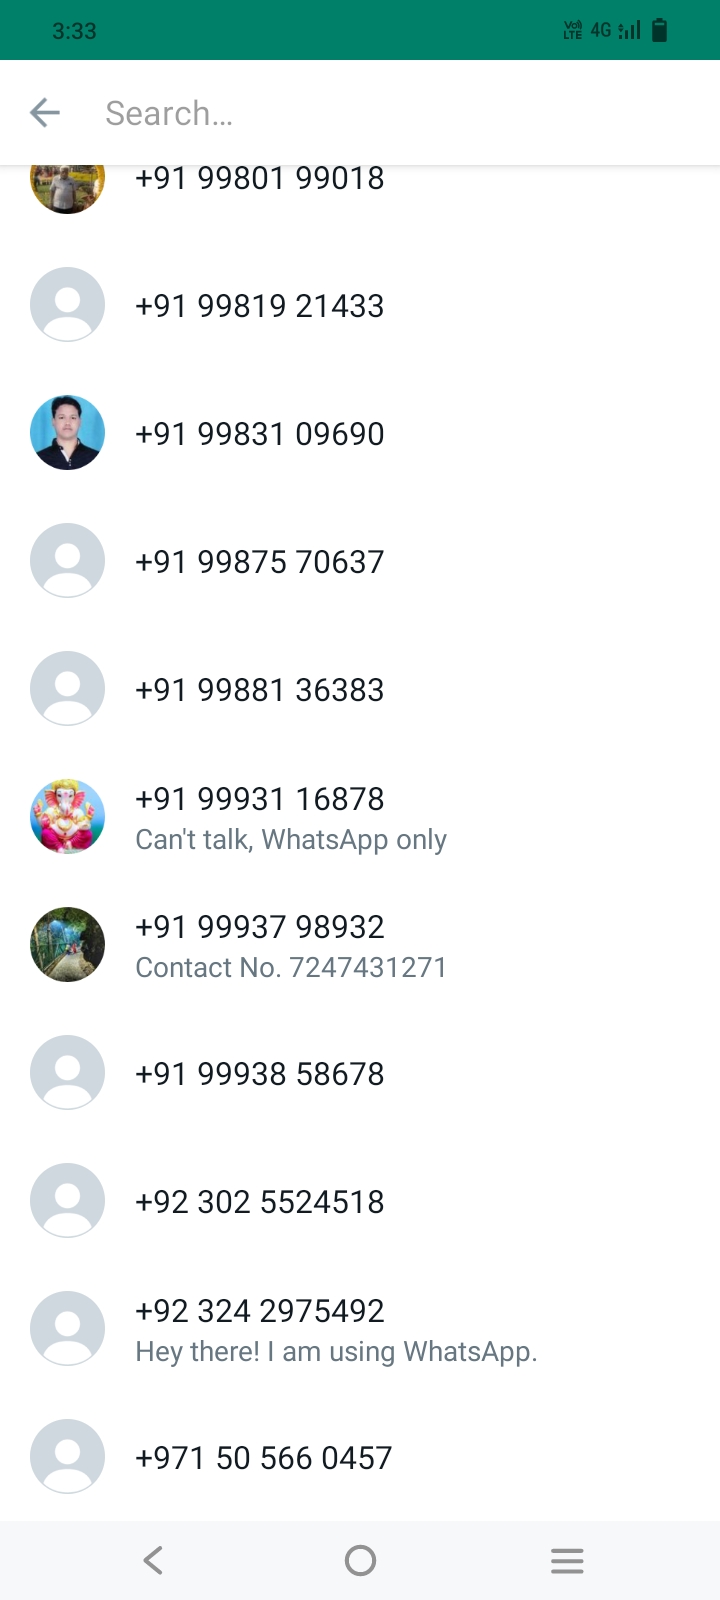 3:33
VoLTE 4G
Search...
+91 99801 99018
+91 99819 21433
+91 99831 09690
+91 99875 70637
+91 99881 36383
+91 99931 16878
Can't talk, WhatsApp only
+91 99937 98932
Contact No. 7247431271
+91 99938 58678
+92 302 5524518
+92 324 2975492
Hey there! I am using WhatsApp.
+971 50 566 0457